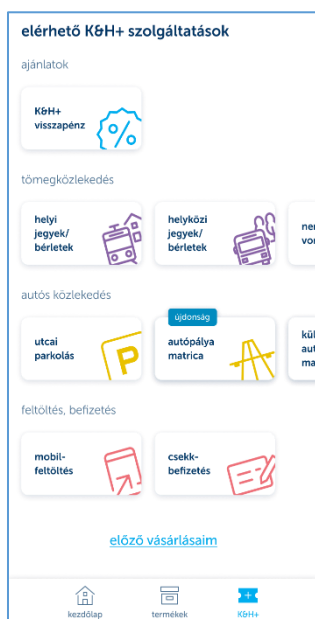 elérhető K&H+ szolgáltatások
ajánlatok
K&H+
visszapénz
tömegközlekedés
helyi
jegyek/
bérletek
helyközi
jegyek/
bérletek
autós közlekedés
utcai
parkolás
P
újdonság
autópálya
matrica
feltöltés, befizetés
mobil-
feltöltés
csekk-
befizetés
előző vásárlásaim
kezdőlap
termékek
K&H+